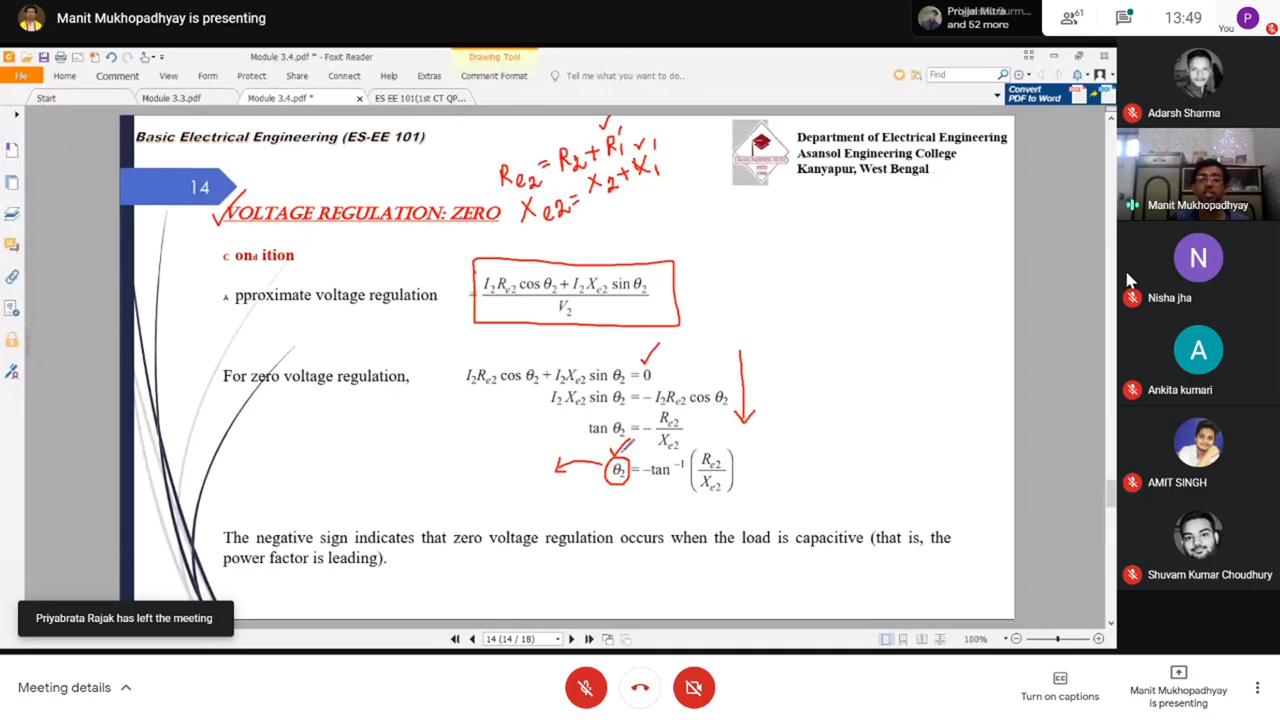 Manit Mukhopadhyay is presenting
Projjal Mitra
and 52 more
61
13:49
You
P
Module 3.4.pdf * - Foxit Reader
Drawing Tool
File
Home
Comment
View
Form
Protect
Share
Connect
Help
Extras
Comment Format
Tell me what you want to do...
Find
Start
Module 3.3.pdf
Module 3.4.pdf *
ES EE 101(1st CT QP...
Convert
PDF to Word
Basic Electrical Engineering (ES-EE 101)
Department of Electrical Engineering
Asansol Engineering College
Kanyapur, West Bengal
14
Re2 = R2 + R1'
Xe2 = X2 + X1'
VOLTAGE REGULATION: ZERO
C ond ition
A pproximate voltage regulation = I2Re2 cos θ2 + I2Xe2 sin θ2
V2
For zero voltage regulation, I2Re2 cos θ2 + I2Xe2 sin θ2 = 0
I2 Xe2 sin θ2 = – I2Re2 cos θ2
tan θ2 = – Re2
Xe2
θ2 = –tan –1 (Re2
Xe2)
The negative sign indicates that zero voltage regulation occurs when the load is capacitive (that is, the
power factor is leading).
14 (14 / 18)
100%
Priyabrata Rajak has left the meeting
Adarsh Sharma
Manit Mukhopadhyay
N
Nisha jha
A
Ankita kumari
AMIT SINGH
Shuvam Kumar Choudhury
Meeting details
Turn on captions
Manit Mukhopadhyay
is presenting